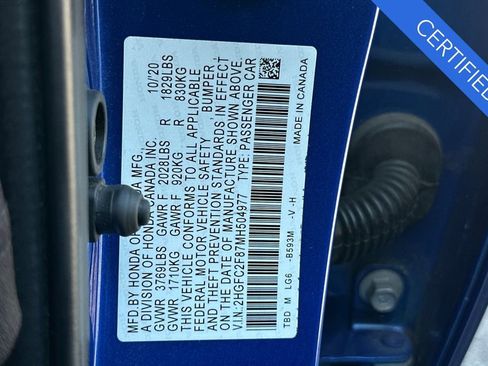 MFD.BY HONDA OF CANADA MFG. 10/20
A DIVISION OF HONDA CANADA INC.
GVWR 3769LBS GAWR F 2028LBS R 1829LBS
GVWR 1710KG GAWR F 920KG R 830KG
THIS VEHICLE CONFORMS TO ALL APPLICABLE
FEDERAL MOTOR VEHICLE SAFETY , BUMPER ,
AND THEFT PREVENTION STANDARDS IN EFFECT
ON THE DATE OF MANUFACTURE SHOWN ABOVE.
V.I.N.:2HGFC2F87MH504977 TYPE: PASSENGER CAR
TBD M LG6 -B593M -V -H
MADE IN CANADA
CERTIFIED